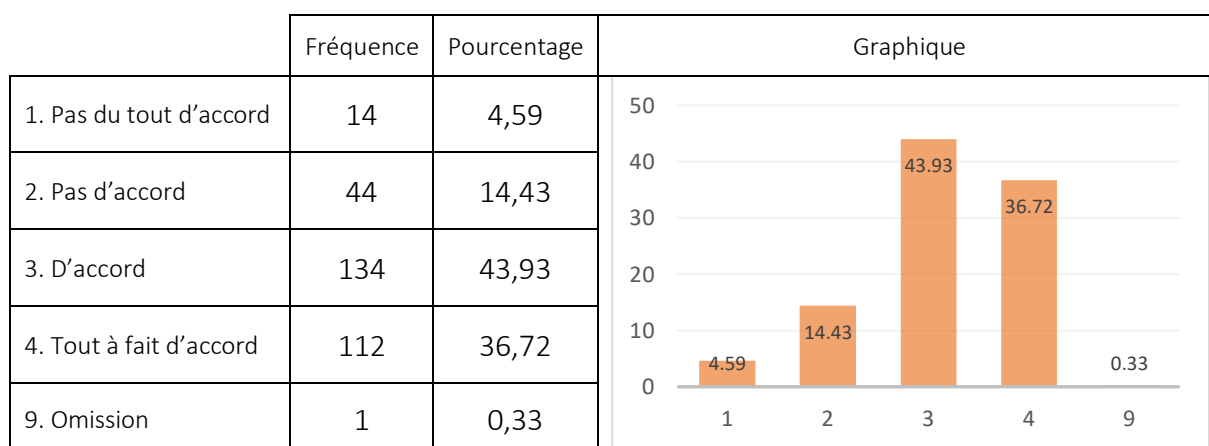 Fréquence Pourcentage Graphique
1. Pas du tout d’accord 14 4,59
2. Pas d’accord 44 14,43
3. D’accord 134 43,93
4. Tout à fait d’accord 112 36,72
9. Omission 1 0,33
50
40
30
20
10
0
4.59
14.43
43.93
36.72
0.33
1 2 3 4 9